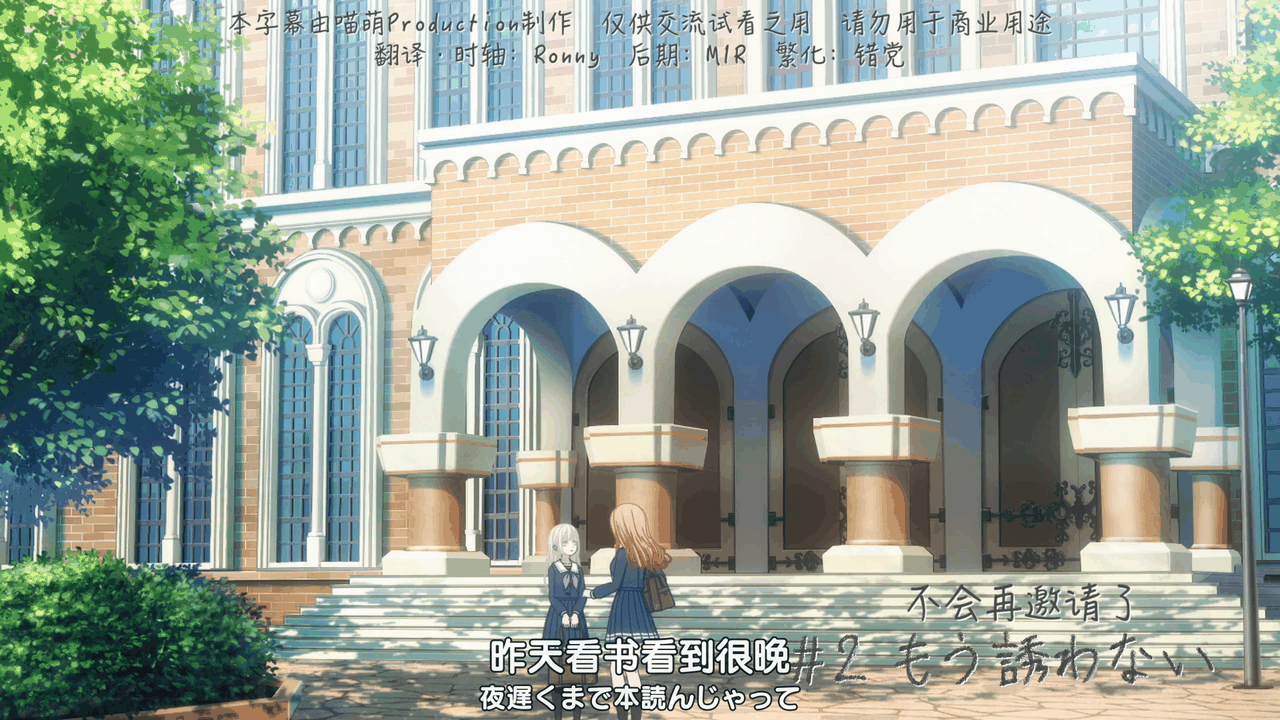 本字幕由喵萌Production制作 仅供交流试看之用 请勿用于商业用途
翻译·时轴：Ronny 后期：M1R 繁化：错党
不会再邀请了
#2 もう誘わない
昨天看书看到很晚
夜遅くまで本読んじゃって